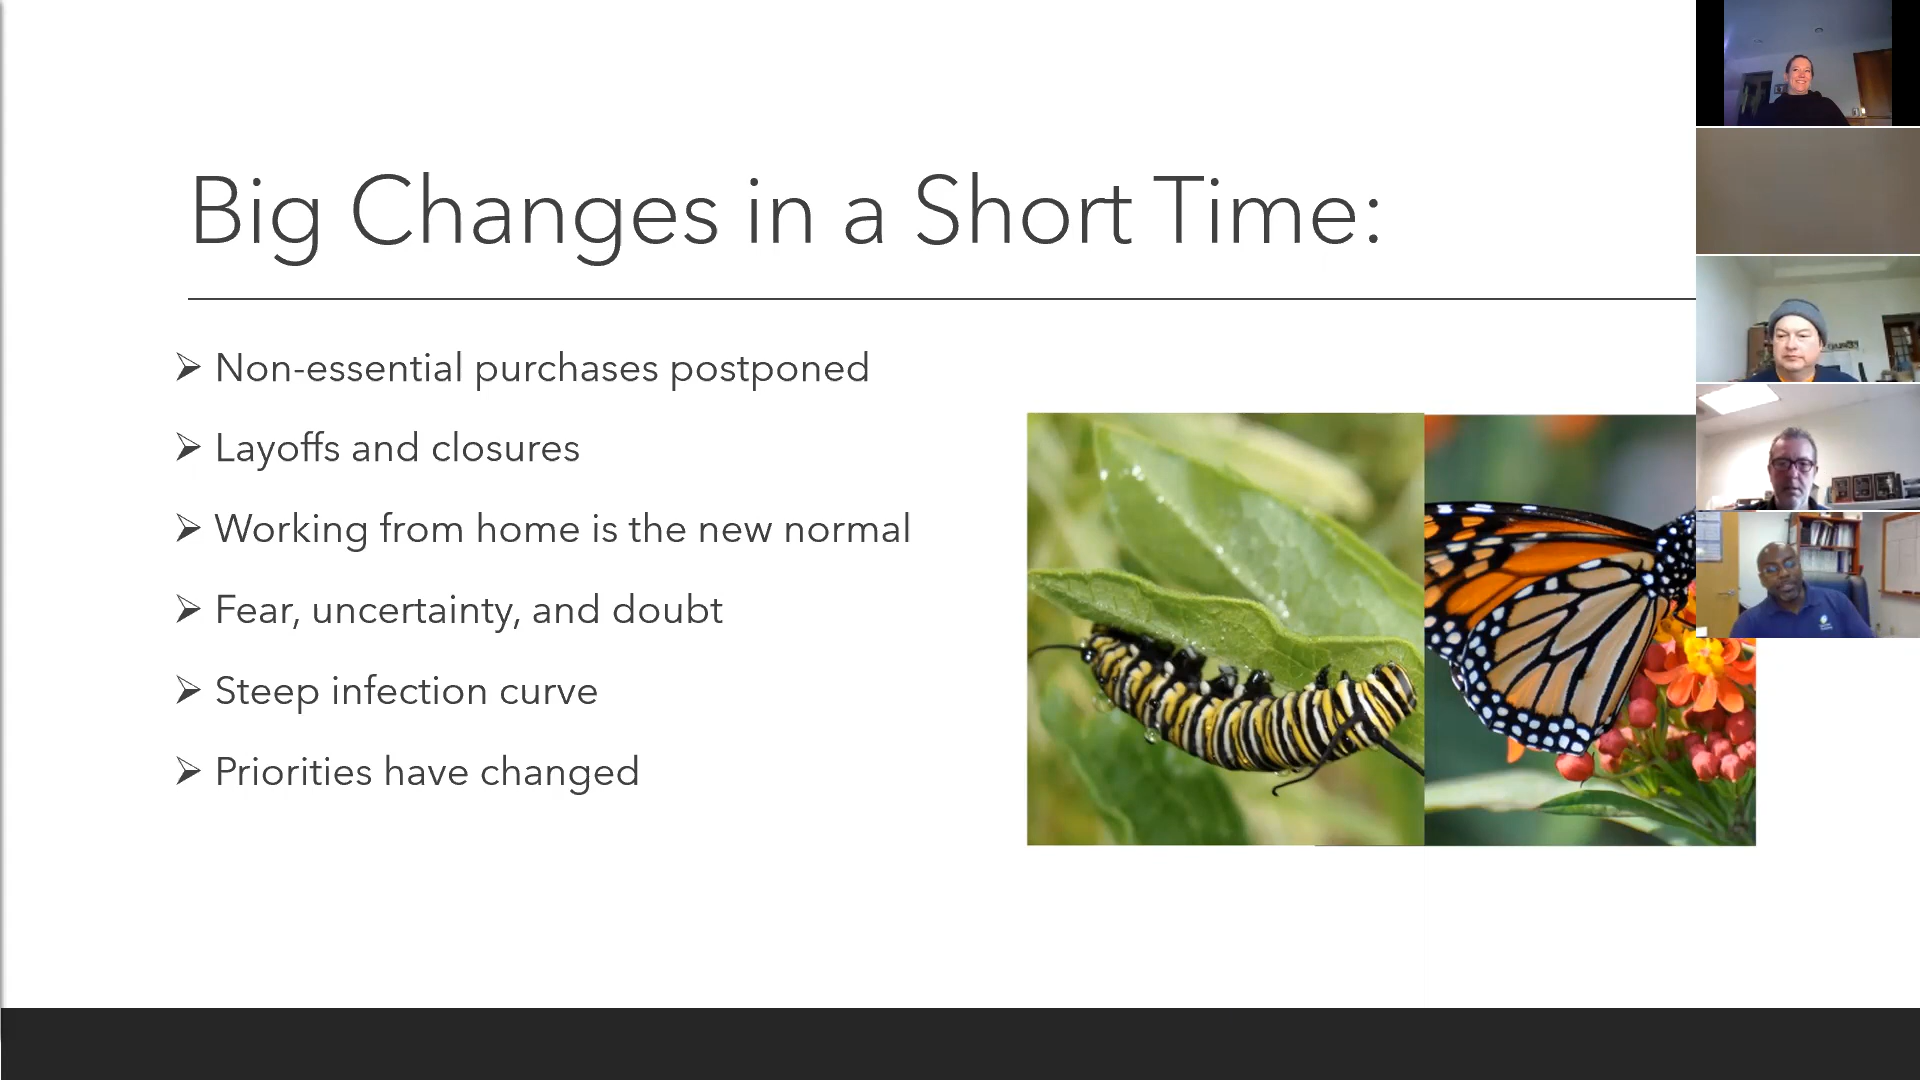 Big Changes in a Short Time:
Non-essential purchases postponed
Layoffs and closures
Working from home is the new normal
Fear, uncertainty, and doubt
Steep infection curve
Priorities have changed